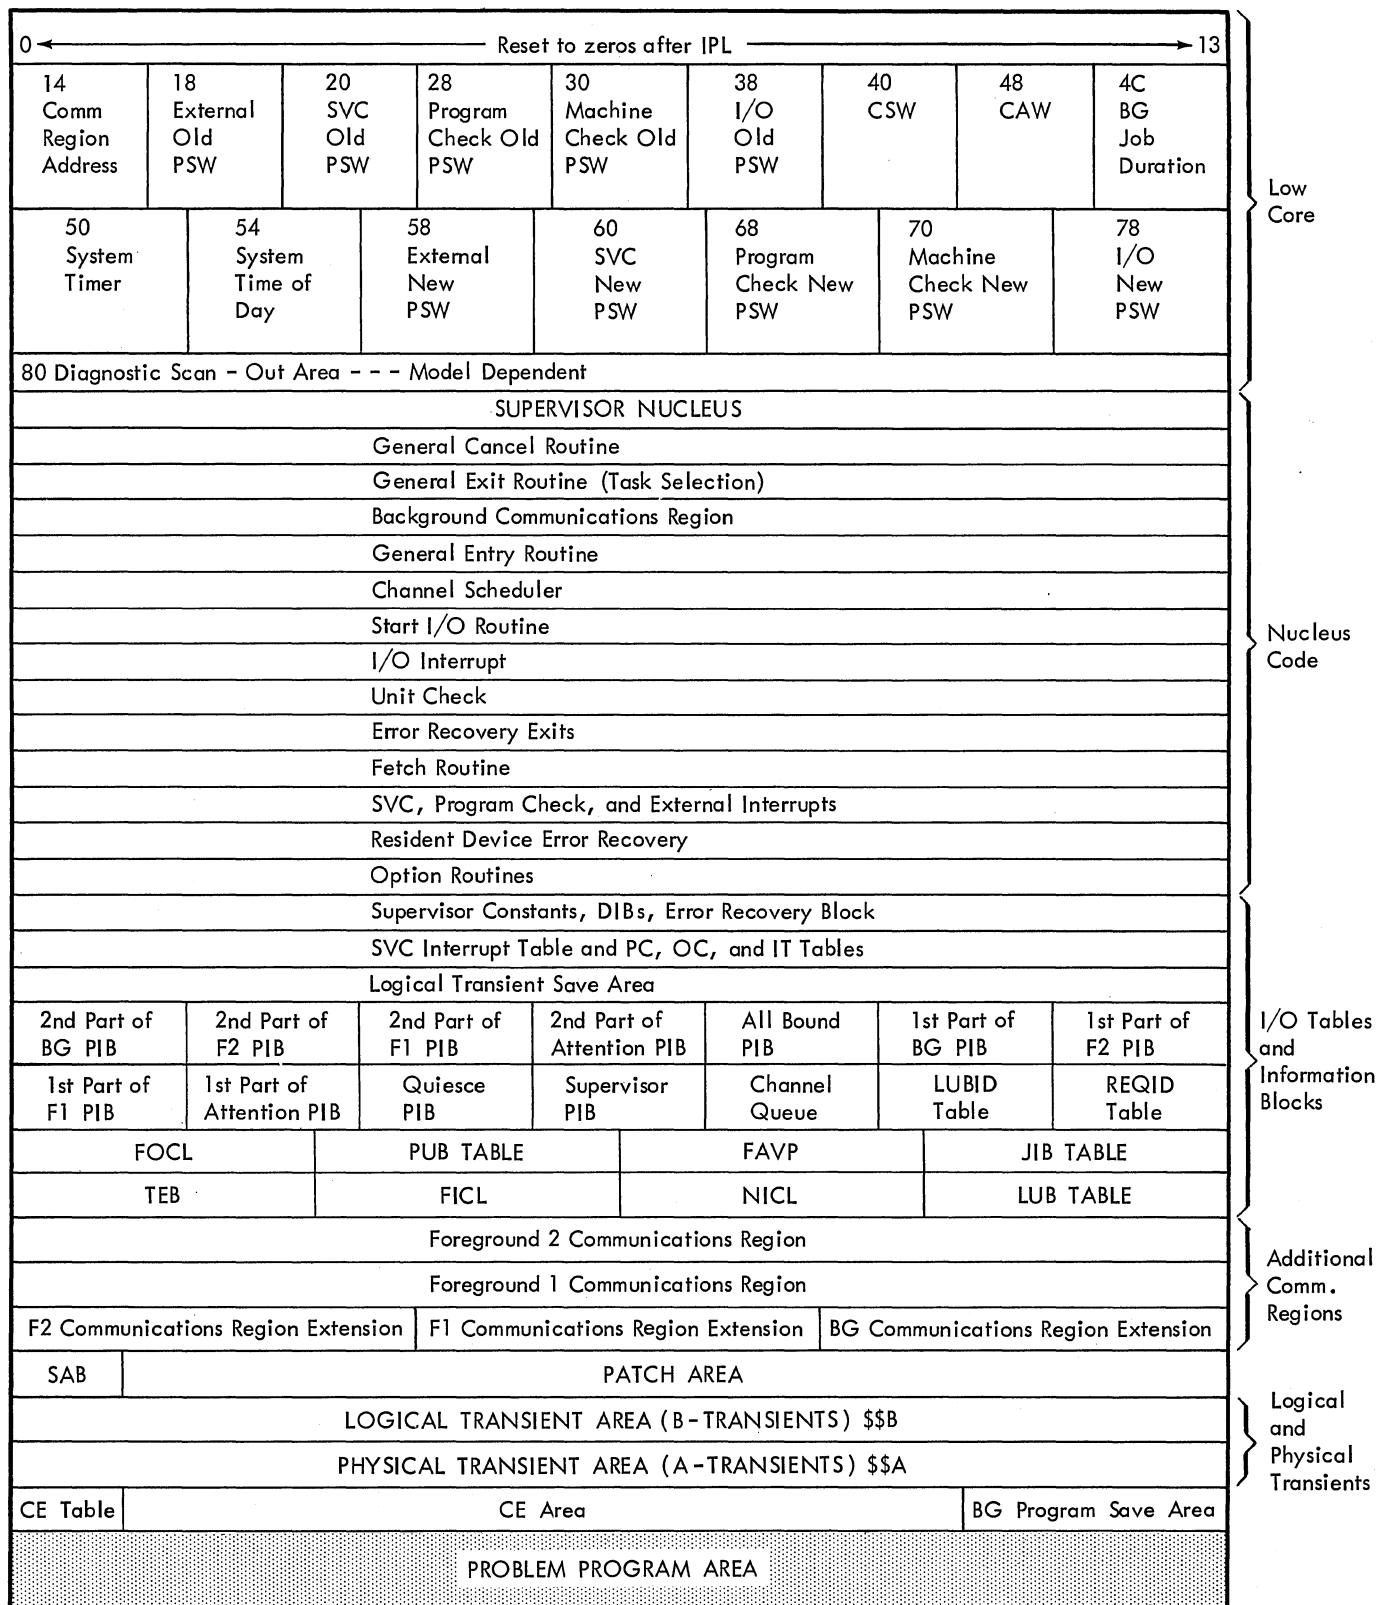 0 Reset to zeros after IPL 13
14 18 20 28 30 38 40 48 4C
Comm External SVC Program Machine I/O CSW CAW BG
Region Old Old Check Old Check Old Old Job
Address PSW PSW PSW PSW PSW Duration
Low
Core
50 54 58 60 68 70 78
System System External SVC Program Machine I/O
Timer Time of New New Check New Check New New
Day PSW PSW PSW PSW PSW
80 Diagnostic Scan - Out Area - - - Model Dependent
SUPERVISOR NUCLEUS
General Cancel Routine
General Exit Routine (Task Selection)
Background Communications Region
General Entry Routine
Channel Scheduler
Start I/O Routine
Nucleus
Code
I/O Interrupt
Unit Check
Error Recovery Exits
Fetch Routine
SVC, Program Check, and External Interrupts
Resident Device Error Recovery
Option Routines
Supervisor Constants, DIBs, Error Recovery Block
SVC Interrupt Table and PC, OC, and IT Tables
Logical Transient Save Area
2nd Part of 2nd Part of 2nd Part of 2nd Part of All Bound 1st Part of 1st Part of
BG PIB F2 PIB F1 PIB Attention PIB PIB BG PIB F2 PIB
I/O Tables
and
Information
Blocks
1st Part of 1st Part of Quiesce Supervisor Channel LUBID REQID
F1 PIB Attention PIB PIB PIB Queue Table Table
FOCL PUB TABLE FAVP JIB TABLE
TEB FICL NICL LUB TABLE
Foreground 2 Communications Region
Foreground 1 Communications Region
Additional
Comm.
Regions
F2 Communications Region Extension F1 Communications Region Extension BG Communications Region Extension
SAB PATCH AREA
LOGICAL TRANSIENT AREA (B-TRANSIENTS) $$B
PHYSICAL TRANSIENT AREA (A-TRANSIENTS) $$A
Logical
and
Physical
Transients
CE Table CE Area BG Program Save Area
PROBLEM PROGRAM AREA